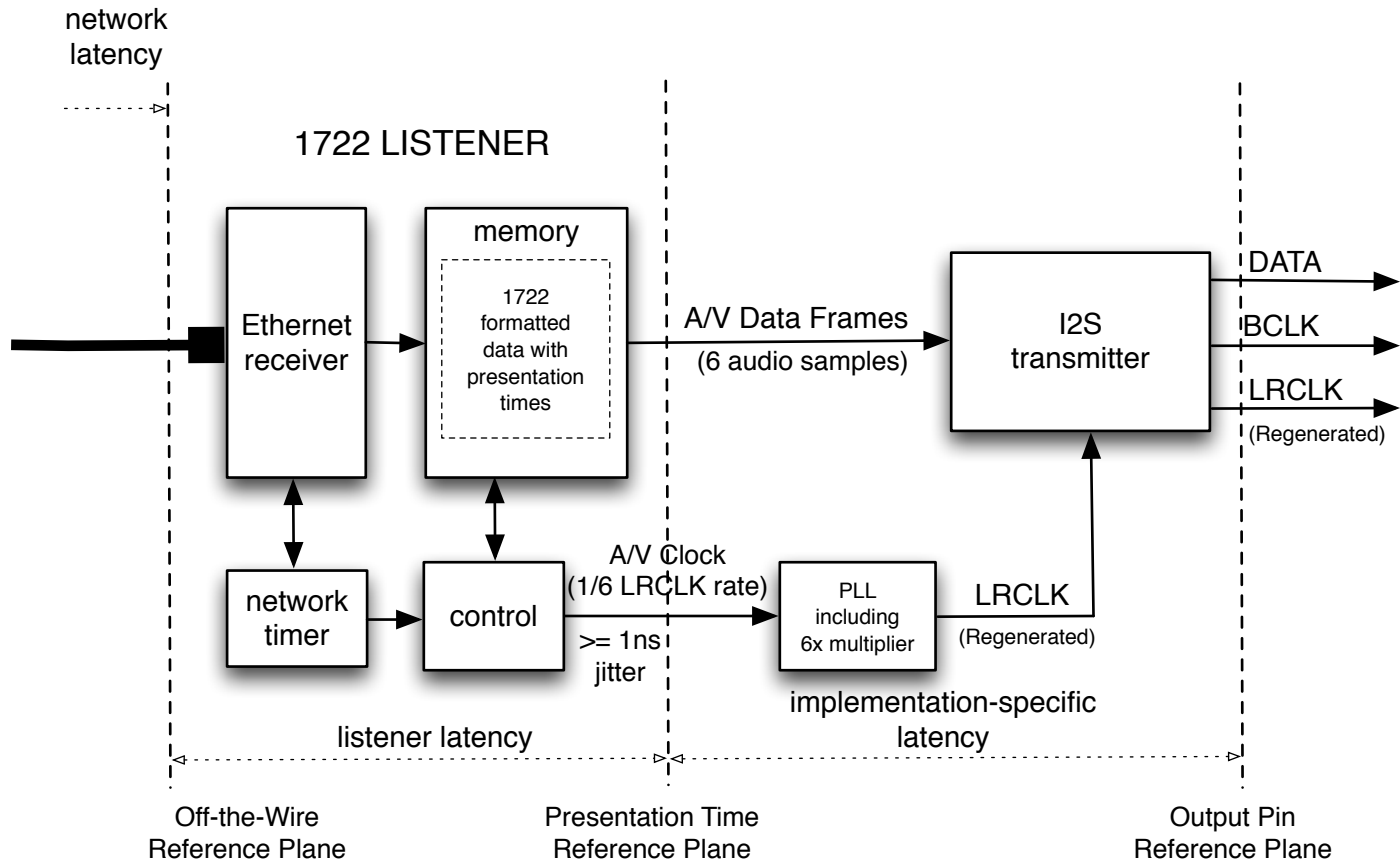 network
latency
1722 LISTENER
Ethernet
receiver
memory
1722
formatted
data with
presentation
times
A/V Data Frames
(6 audio samples)
I2S
transmitter
DATA
BCLK
LRCLK
(Regenerated)
network
timer
control
A/V Clock
(1/6 LRCLK rate)
>= 1ns
jitter
PLL
including
6x multiplier
LRCLK
(Regenerated)
listener latency
implementation-specific
latency
Off-the-Wire
Reference Plane
Presentation Time
Reference Plane
Output Pin
Reference Plane